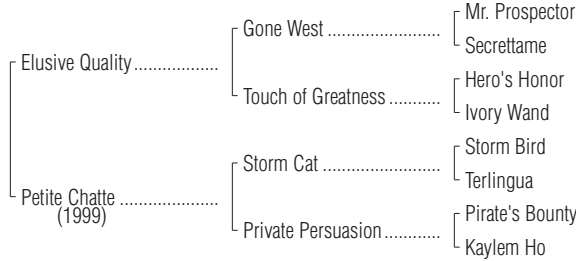 Mr. Prospector
Gone West
Secrettame
Elusive Quality
Hero's Honor
Touch of Greatness
Ivory Wand
Storm Bird
Storm Cat
Terlingua
Petite Chatte
(1999)
Pirate's Bounty
Private Persuasion
Kaylem Ho